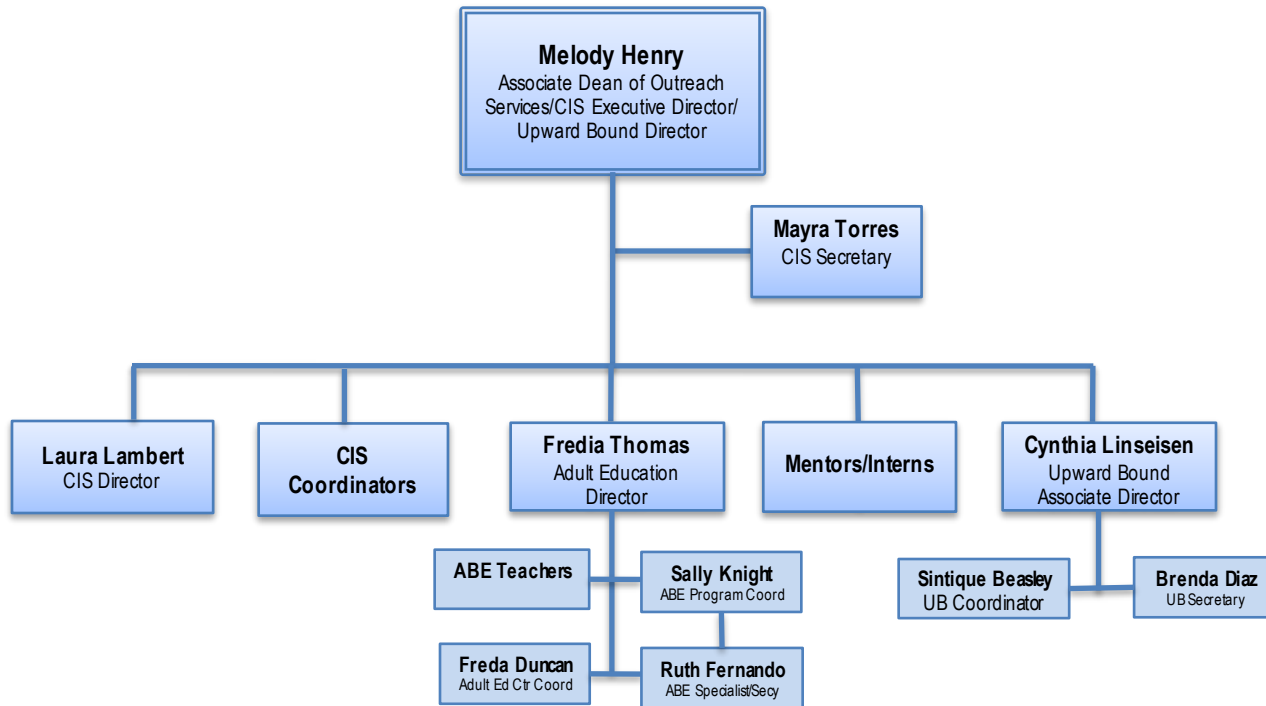 Melody Henry
Associate Dean of Outreach
Services/CIS Executive Director/
Upward Bound Director
Mayra Torres
CIS Secretary
Laura Lambert
CIS Director
CIS
Coordinators
Fredia Thomas
Adult Education
Director
Mentors/Interns
Cynthia Linseisen
Upward Bound
Associate Director
ABE Teachers
Sally Knight
ABE Program Coord
Sintique Beasley
UB Coordinator
Brenda Diaz
UB Secretary
Freda Duncan
Adult Ed Ctr Coord
Ruth Fernando
ABE Specialist/Secy